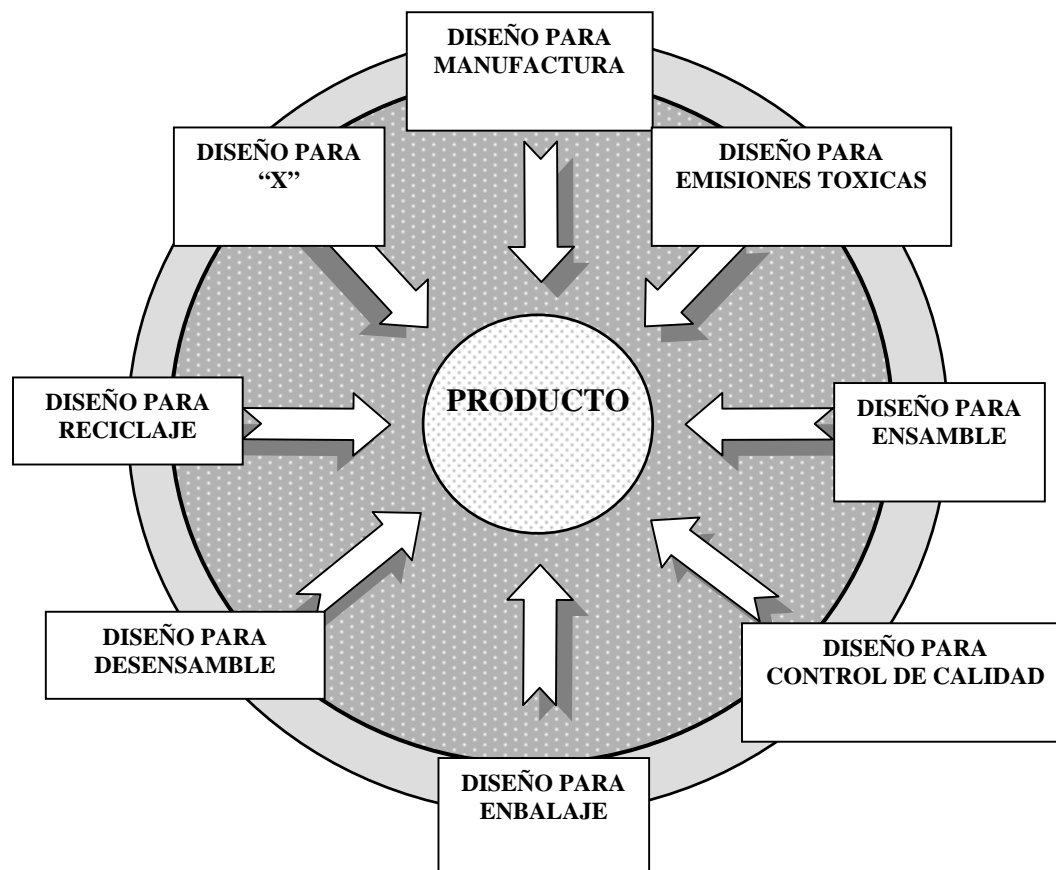 DISEÑO PARA
MANUFACTURA
DISEÑO PARA
“X”
DISEÑO PARA
EMISIONES TOXICAS
DISEÑO PARA
RECICLAJE
PRODUCTO
DISEÑO PARA
ENSAMBLE
DISEÑO PARA
DESENSAMBLE
DISEÑO PARA
CONTROL DE CALIDAD
DISEÑO PARA
ENBALAJE